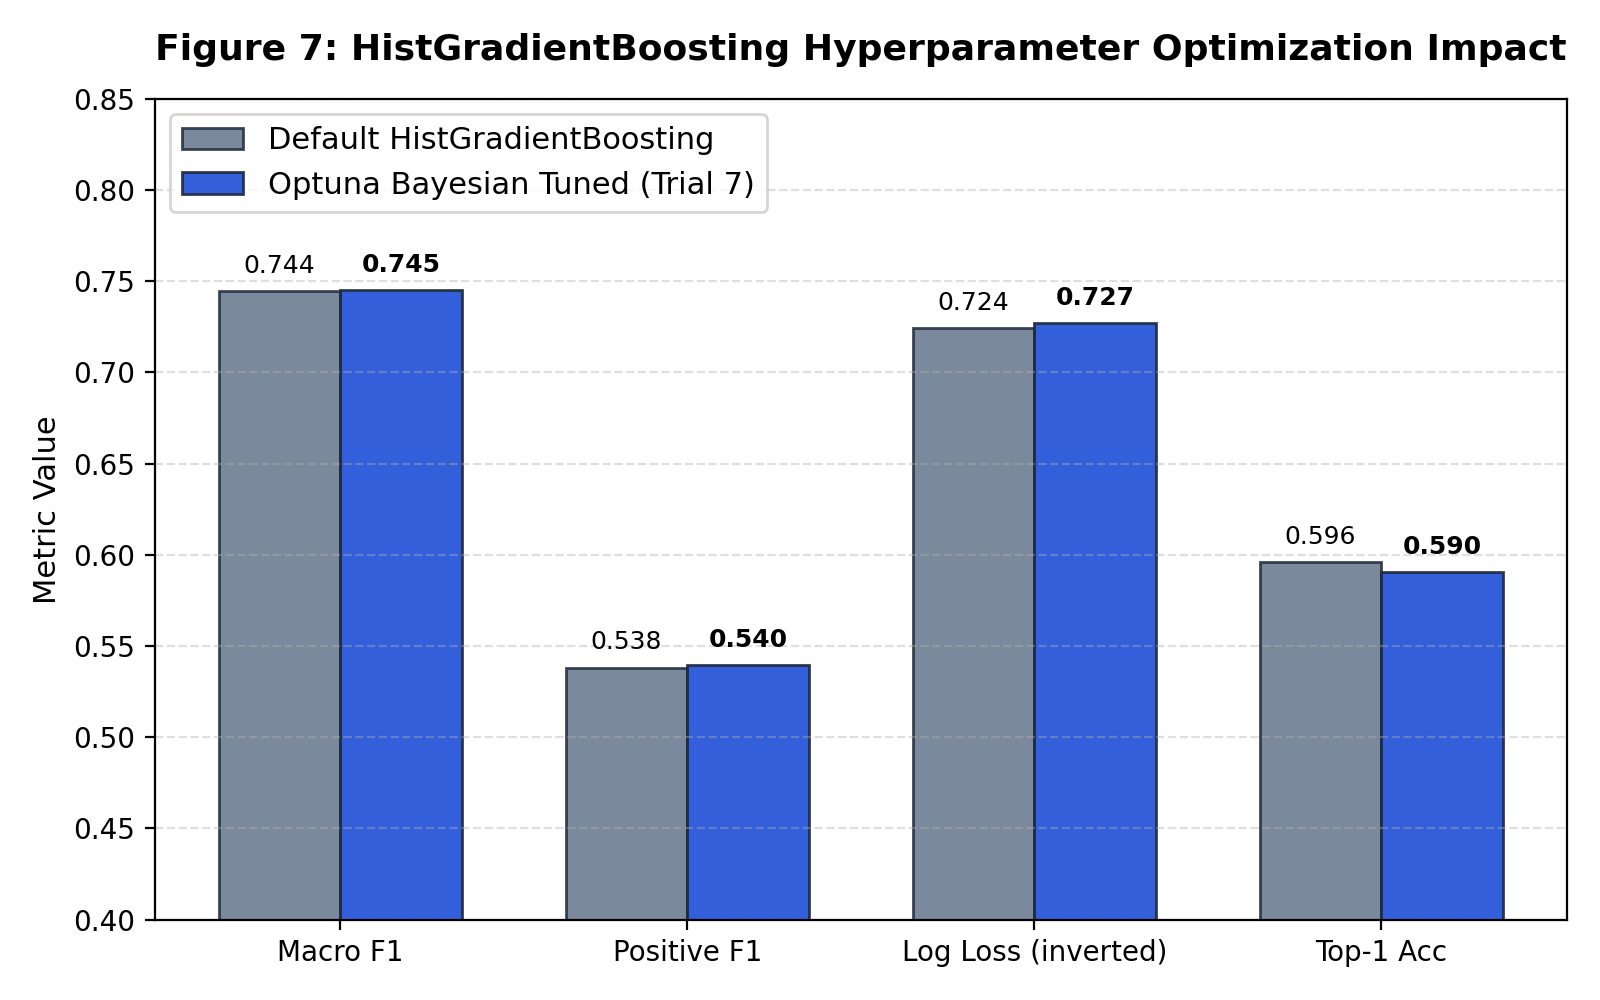 Figure 7: HistGradientBoosting Hyperparameter Optimization Impact
Default HistGradientBoosting
Optuna Bayesian Tuned (Trial 7)
Metric Value
0.85
0.80
0.75
0.70
0.65
0.60
0.55
0.50
0.45
0.40
0.744
0.745
0.538
0.540
0.724
0.727
0.596
0.590
Macro F1
Positive F1
Log Loss (inverted)
Top-1 Acc